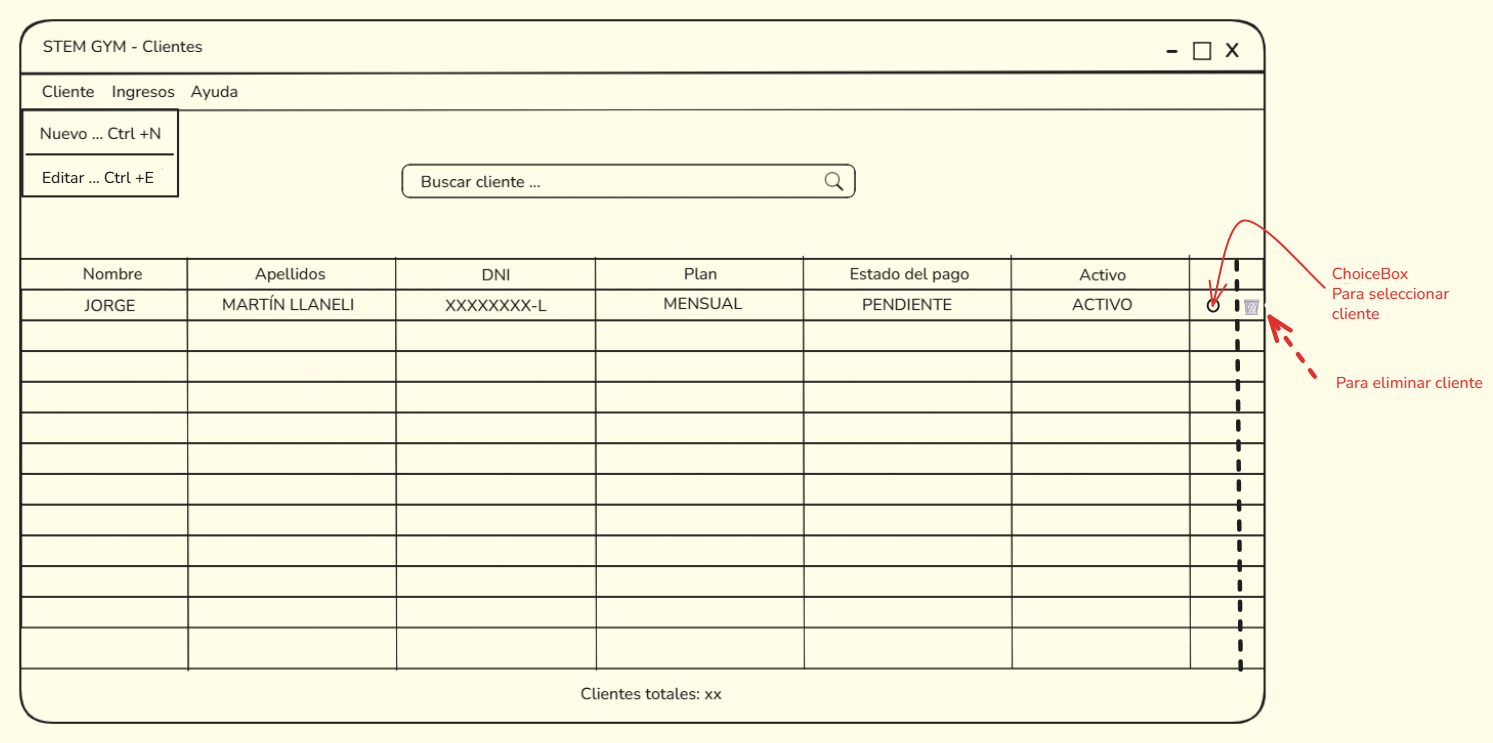 STEM GYM - Clientes
Cliente Ingresos Ayuda
Nuevo ... Ctrl +N
Editar ... Ctrl +E
Buscar cliente ...
Nombre Apellidos DNI Plan Estado del pago Activo
JORGE MARTÍN LLANELI XXXXXXXX-L MENSUAL PENDIENTE ACTIVO
ChoiceBox
Para seleccionar
cliente
Para eliminar cliente
Clientes totales: xx